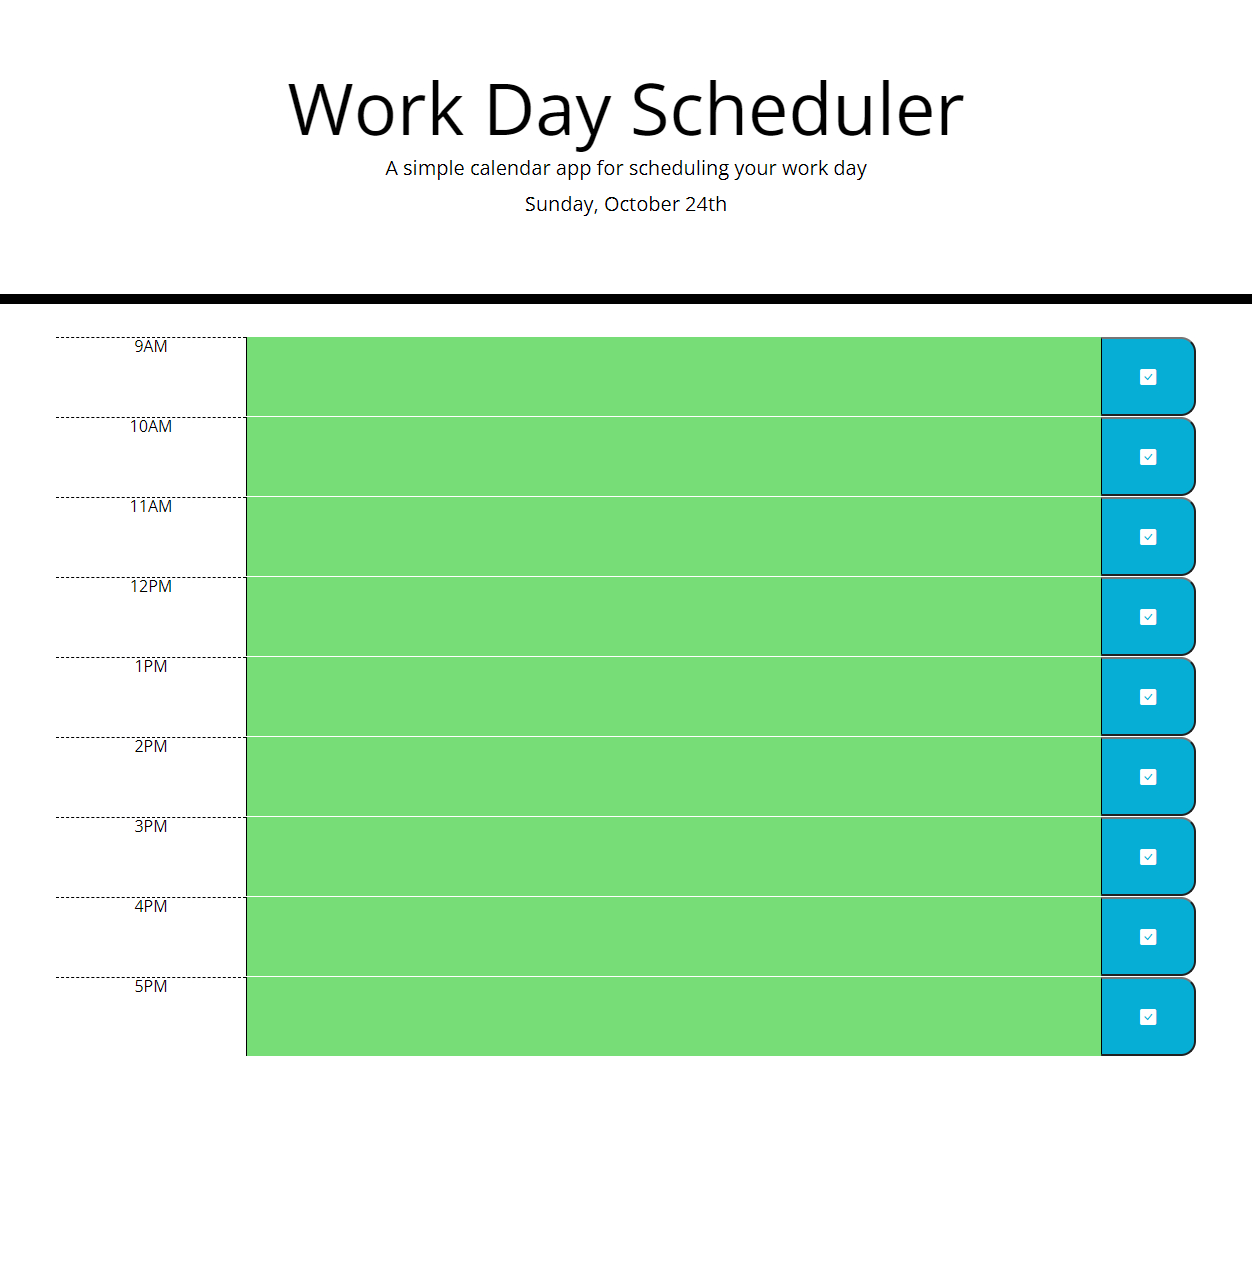 Work Day Scheduler
A simple calendar app for scheduling your work day
Sunday, October 24th
9AM
10AM
11AM
12PM
1PM
2PM
3PM
4PM
5PM